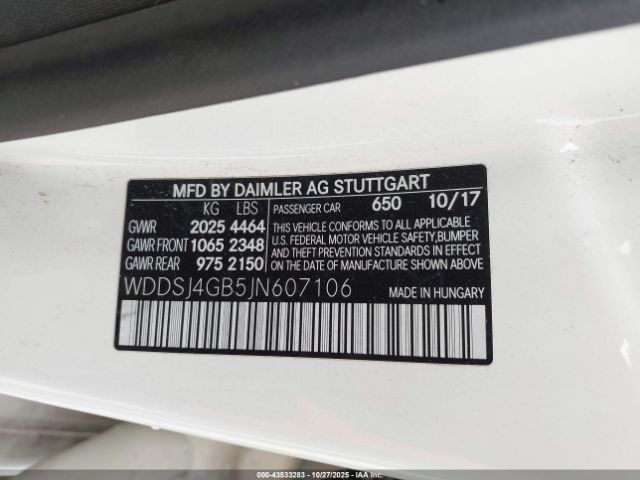 MFD BY DAIMLER AG STUTTGART
KG LBS PASSENGER CAR 650 10/17
GVWR 2025 4464
GAWR FRONT 1065 2348
GAWR REAR 975 2150
THIS VEHICLE CONFORMS TO ALL APPLICABLE
U.S. FEDERAL MOTOR VEHICLE SAFETY, BUMPER
AND THEFT PREVENTION STANDARDS IN EFFECT
ON THE DATE OF MANUFACTURE SHOWN ABOVE.
WDDSJ4GB5JN607106 MADE IN HUNGARY
000-43533283 - 10/27/2025 - IAAI.COM